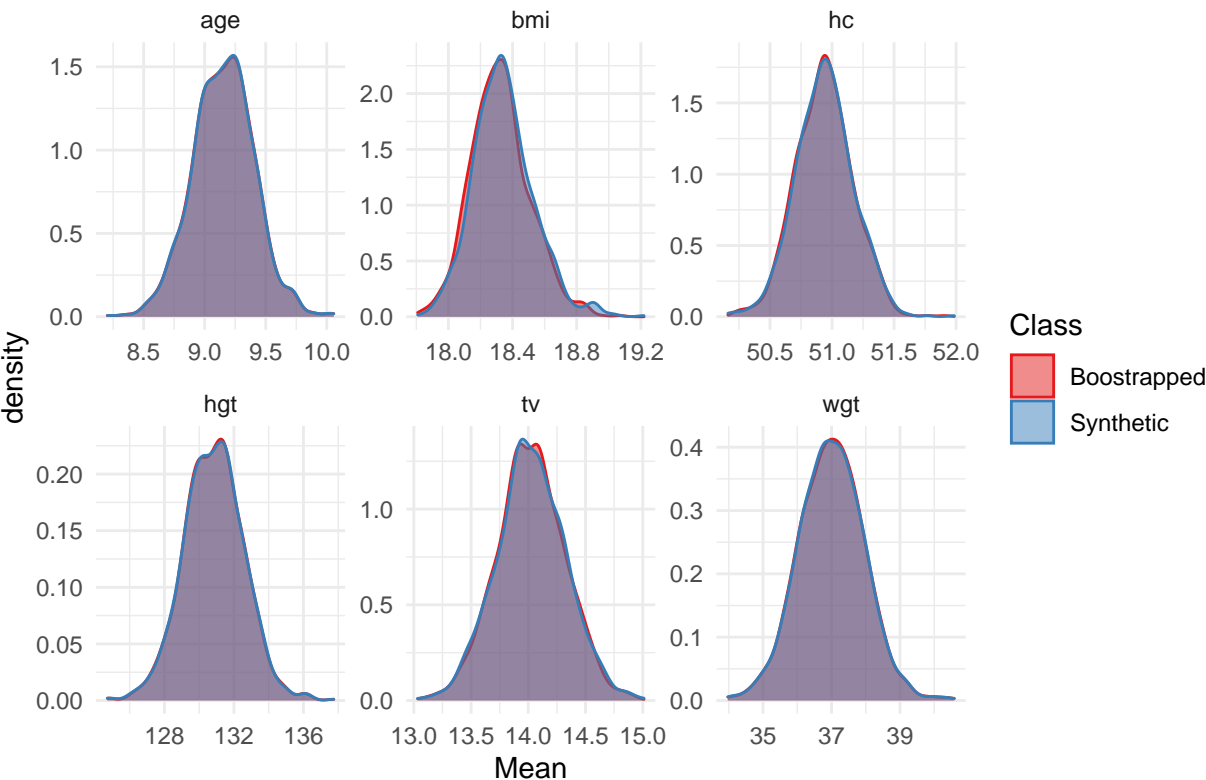 age bmi hc
1.5
1.0
0.5
0.0
2.0
1.5
1.0
0.5
0.0
1.5
1.0
0.5
0.0
8.5 9.0 9.5 10.0
18.0 18.4 18.8 19.2
50.5 51.0 51.5 52.0
density
hgt tv wgt
0.20
0.15
0.10
0.05
0.00
1.0
0.5
0.0
0.4
0.3
0.2
0.1
0.0
128 132 136
13.0 13.5 14.0 14.5 15.0
35 37 39
Mean
Class
Boostrapped
Synthetic